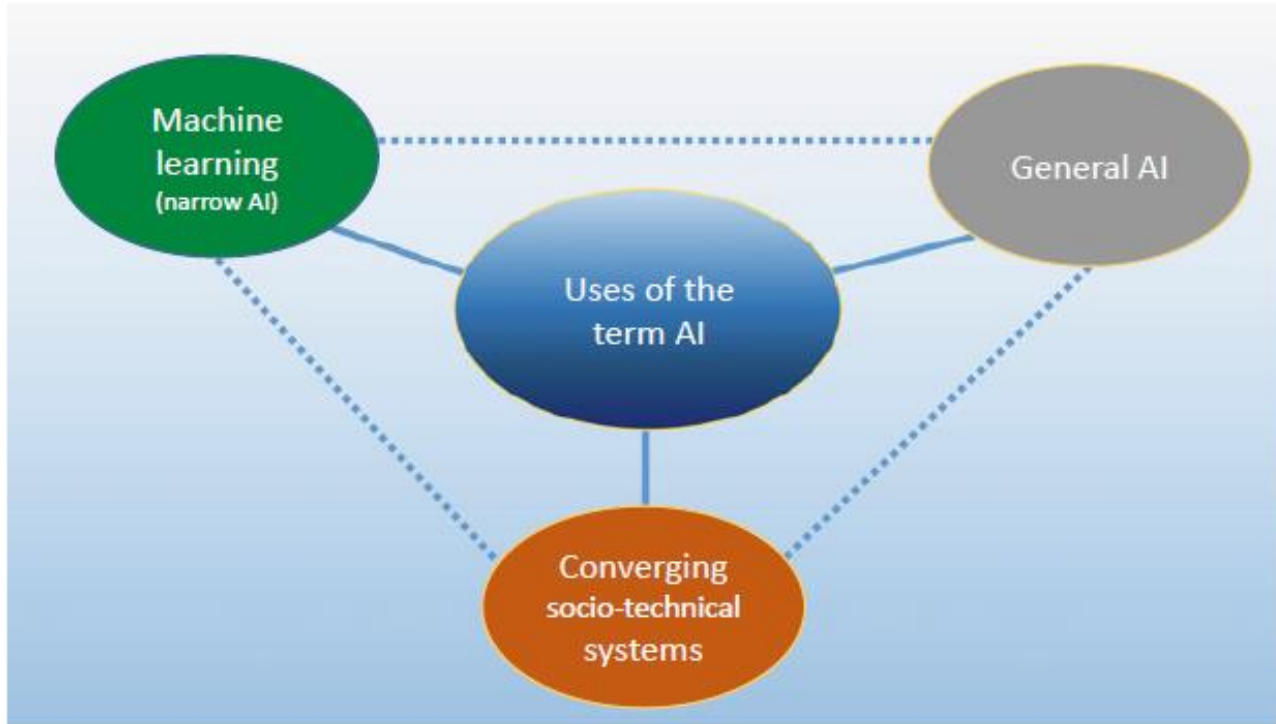 Machine
learning
(narrow AI)
General AI
Uses of the
term AI
Converging
socio-technical
systems